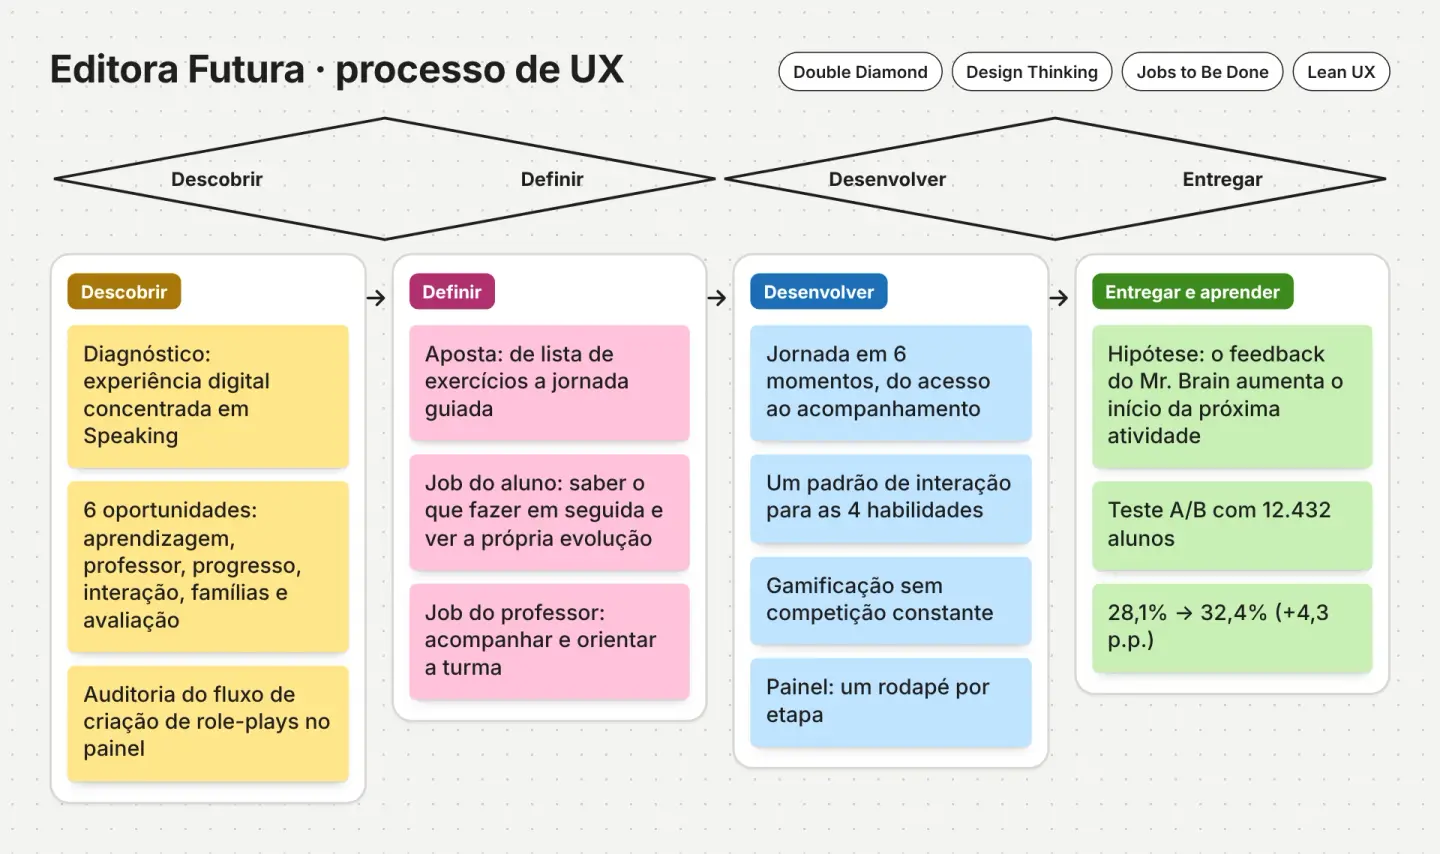 Editora Futura · processo de UX
Double Diamond
Design Thinking
Jobs to Be Done
Lean UX
Descobrir
Definir
Desenvolver
Entregar
Descobrir
Diagnóstico:
experiência digital
concentrada em
Speaking
6 oportunidades:
aprendizagem,
professor, progresso,
interação, famílias e
avaliação
Auditoria do fluxo de
criação de role-plays no
painel
→
Definir
Aposta: de lista de
exercícios a jornada
guiada
Job do aluno: saber o
que fazer em seguida e
ver a própria evolução
Job do professor:
acompanhar e orientar
a turma
→
Desenvolver
Jornada em 6
momentos, do acesso
ao acompanhamento
Um padrão de interação
para as 4 habilidades
Gamificação sem
competição constante
Painel: um rodapé por
etapa
→
Entregar e aprender
Hipótese: o feedback
do Mr. Brain aumenta o
início da próxima
atividade
Teste A/B com 12.432
alunos
28,1% → 32,4% (+4,3
p.p.)